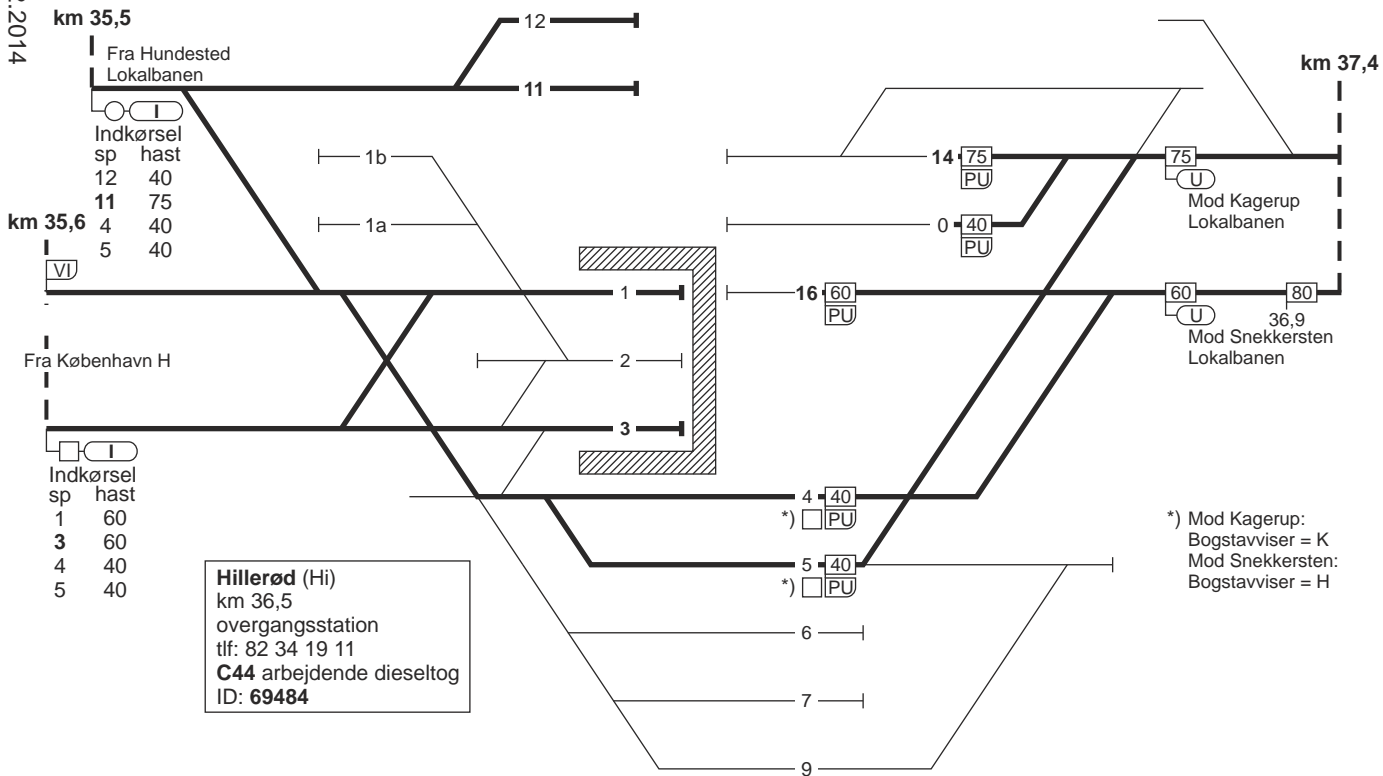 2.2014
km 35,5
Fra Hundested
Lokalbanen
I
Indkørsel
sp hast
12 40
11 75
4 40
5 40
km 35,6
VI
Fra København H
I
Indkørsel
sp hast
1 60
3 60
4 40
5 40
12
11
1b
1a
1
2
3
4 40
*) PU
5 40
*) PU
6
7
9
14 75
PU
0 40
PU
16 60
PU
km 37,4
75
U
Mod Kagerup
Lokalbanen
60
U
80
36,9
Mod Snekkersten
Lokalbanen
*) Mod Kagerup:
Bogstavviser = K
Mod Snekkersten:
Bogstavviser = H
Hillerød (Hi)
km 36,5
overgangsstation
tlf: 82 34 19 11
C44 arbejdende dieseltog
ID: 69484